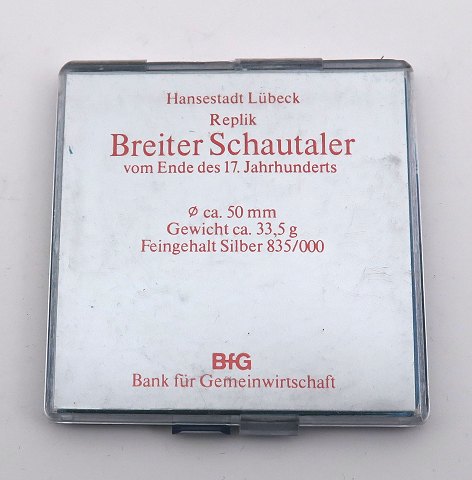 Hansestadt Lübeck
Replik
Breiter Schautaler
vom Ende des 17. Jahrhunderts
Ø ca. 50 mm
Gewicht ca. 33,5 g
Feingehalt Silber 835/000
BfG
Bank für Gemeinwirtschaft